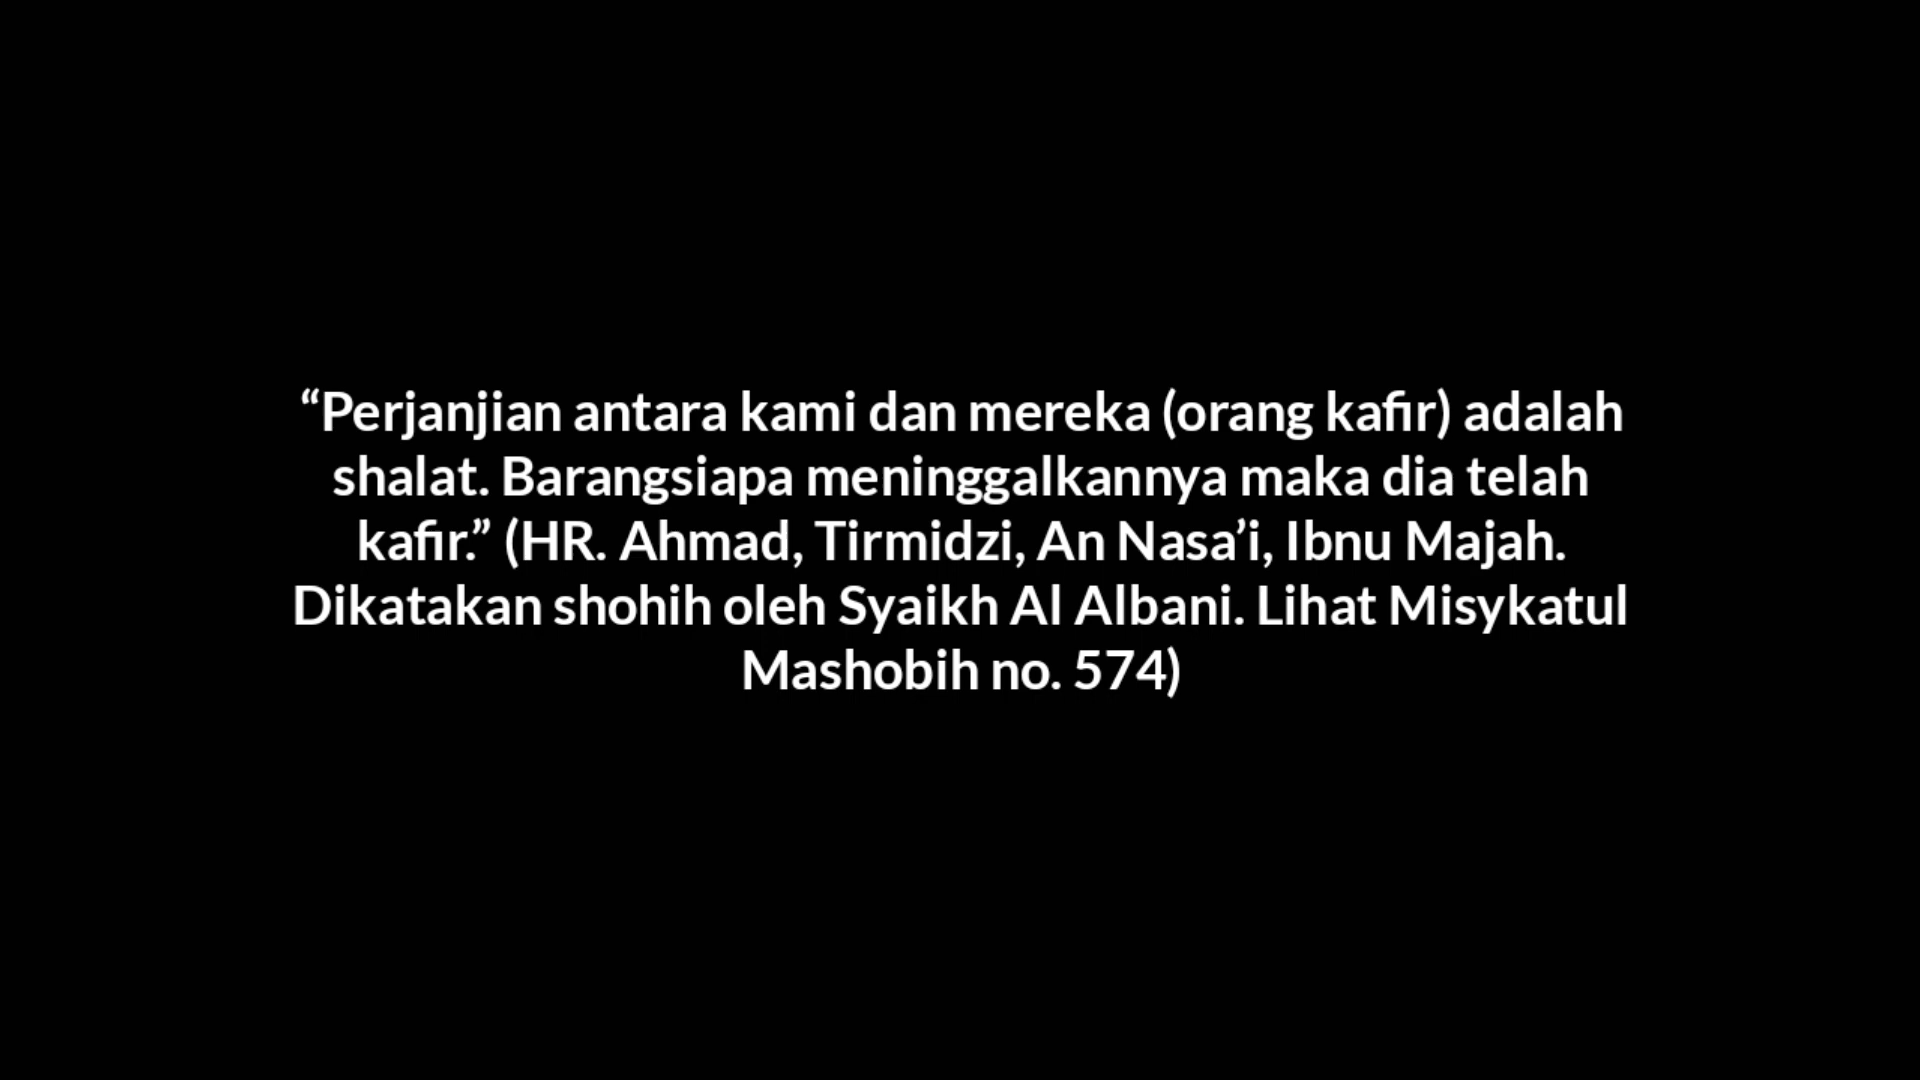 “Perjanjian antara kami dan mereka (orang kafir) adalah
shalat. Barangsiapa meninggalkannya maka dia telah
kafir.” (HR. Ahmad, Tirmidzi, An Nasa’i, Ibnu Majah.
Dikatakan shohih oleh Syaikh Al Albani. Lihat Misykatul
Mashobih no. 574)